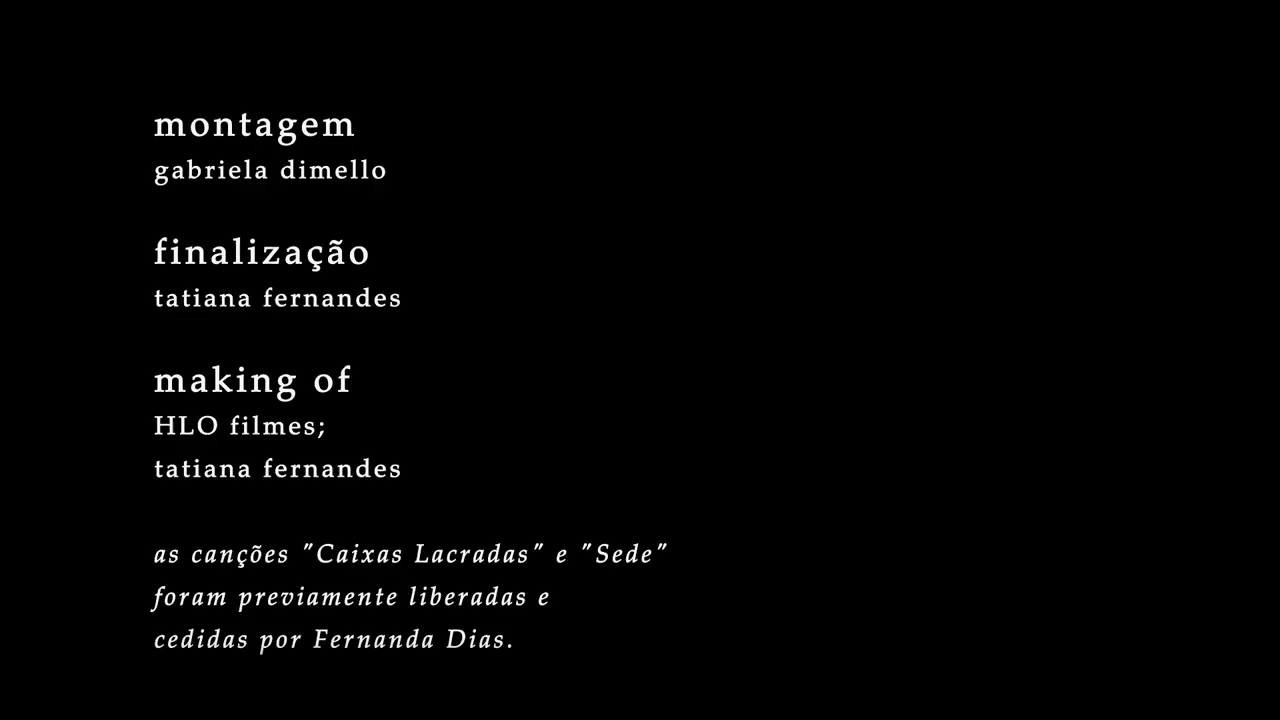 montagem
gabriela dimello
finalização
tatiana fernandes
making of
HLO filmes;
tatiana fernandes
as canções "Caixas Lacradas" e "Sede"
foram previamente liberadas e
cedidas por Fernanda Dias.